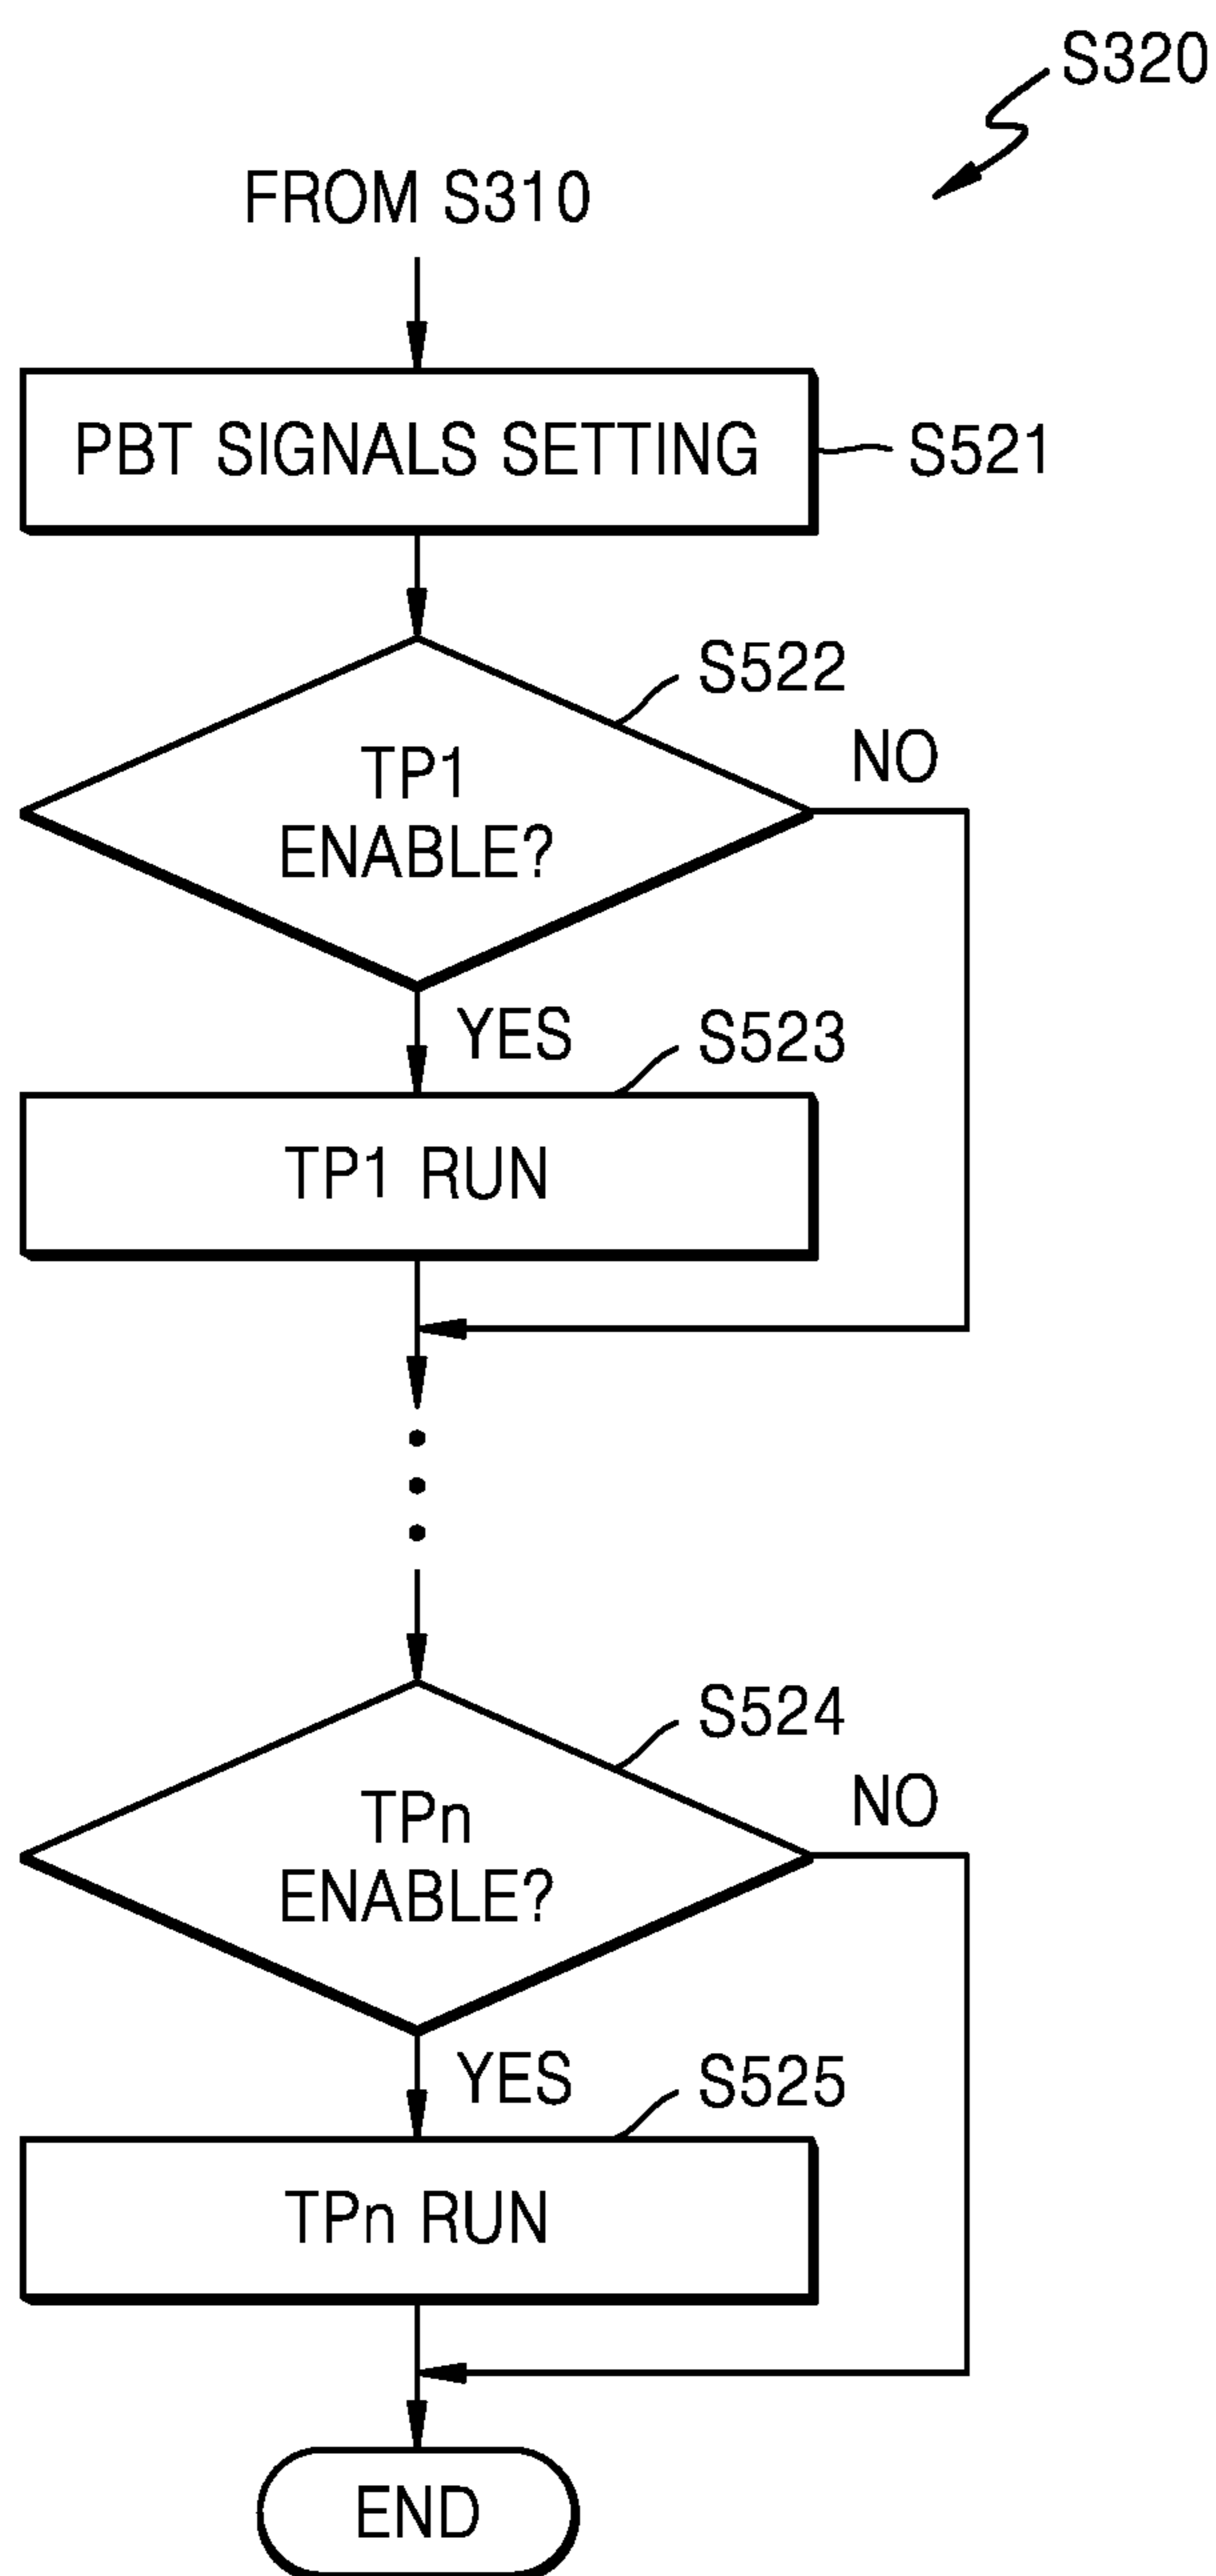 S320
FROM S310
PBT SIGNALS SETTING
S521
S522
TP1
ENABLE?
NO
YES
S523
TP1 RUN
S524
TPn
ENABLE?
NO
YES
S525
TPn RUN
END